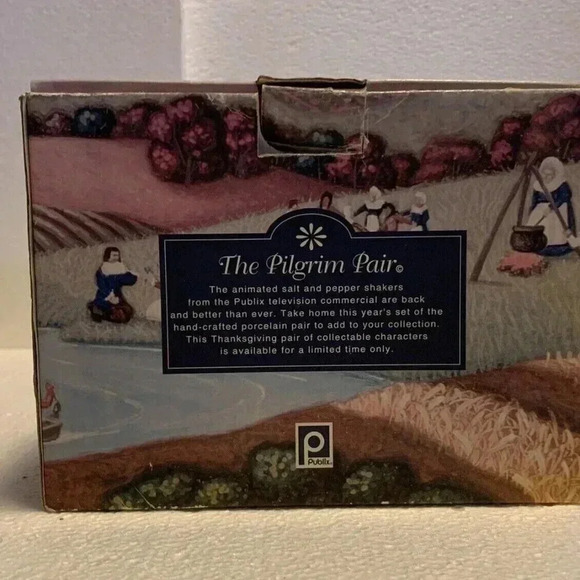 The Pilgrim Pair©
The animated salt and pepper shakers
from the Publix television commercial are back
and better than ever. Take home this year's set of the
hand-crafted porcelain pair to add to your collection.
This Thanksgiving pair of collectable characters
is available for a limited time only.
P
Publix